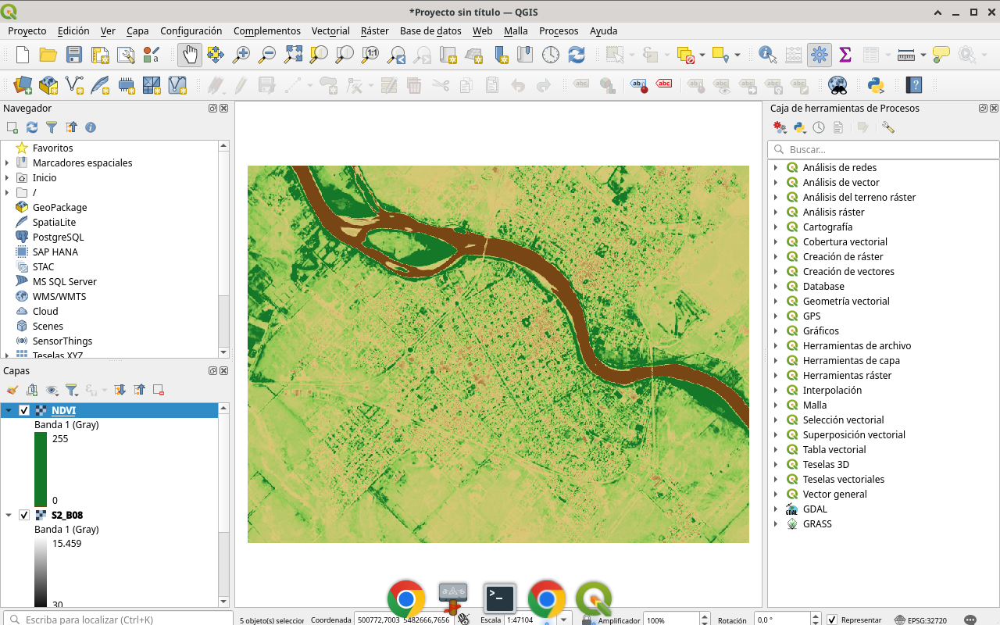 *Proyecto sin título — QGIS
Proyecto Edición Ver Capa Configuración Complementos Vectorial Ráster Base de datos Web Malla Procesos Ayuda
1:1
abc abc abc
Navegador
Favoritos
Marcadores espaciales
Inicio
/
GeoPackage
SpatiaLite
PostgreSQL
SAP HANA
STAC
MS SQL Server
WMS/WMTS
Cloud
Scenes
SensorThings
Teselas XYZ
Capas
NDVI
Banda 1 (Gray)
255
0
S2_B08
Banda 1 (Gray)
15.459
30
Caja de herramientas de Procesos
Buscar...
Análisis de redes
Análisis de vector
Análisis del terreno ráster
Análisis ráster
Cartografía
Cobertura vectorial
Creación de ráster
Creación de vectores
Database
Geometría vectorial
GPS
Gráficos
Herramientas de archivo
Herramientas de capa
Herramientas ráster
Interpolación
Malla
Selección vectorial
Superposición vectorial
Tabla vectorial
Teselas 3D
Teselas vectoriales
Vector general
GDAL
GRASS
Escriba para localizar (Ctrl+K) 5 objeto(s) seleccior Coordenada 500772,7003 5482666,7656 Escala 1:47104 Amplificador 100% Rotación 0,0 ° Representar EPSG:32720